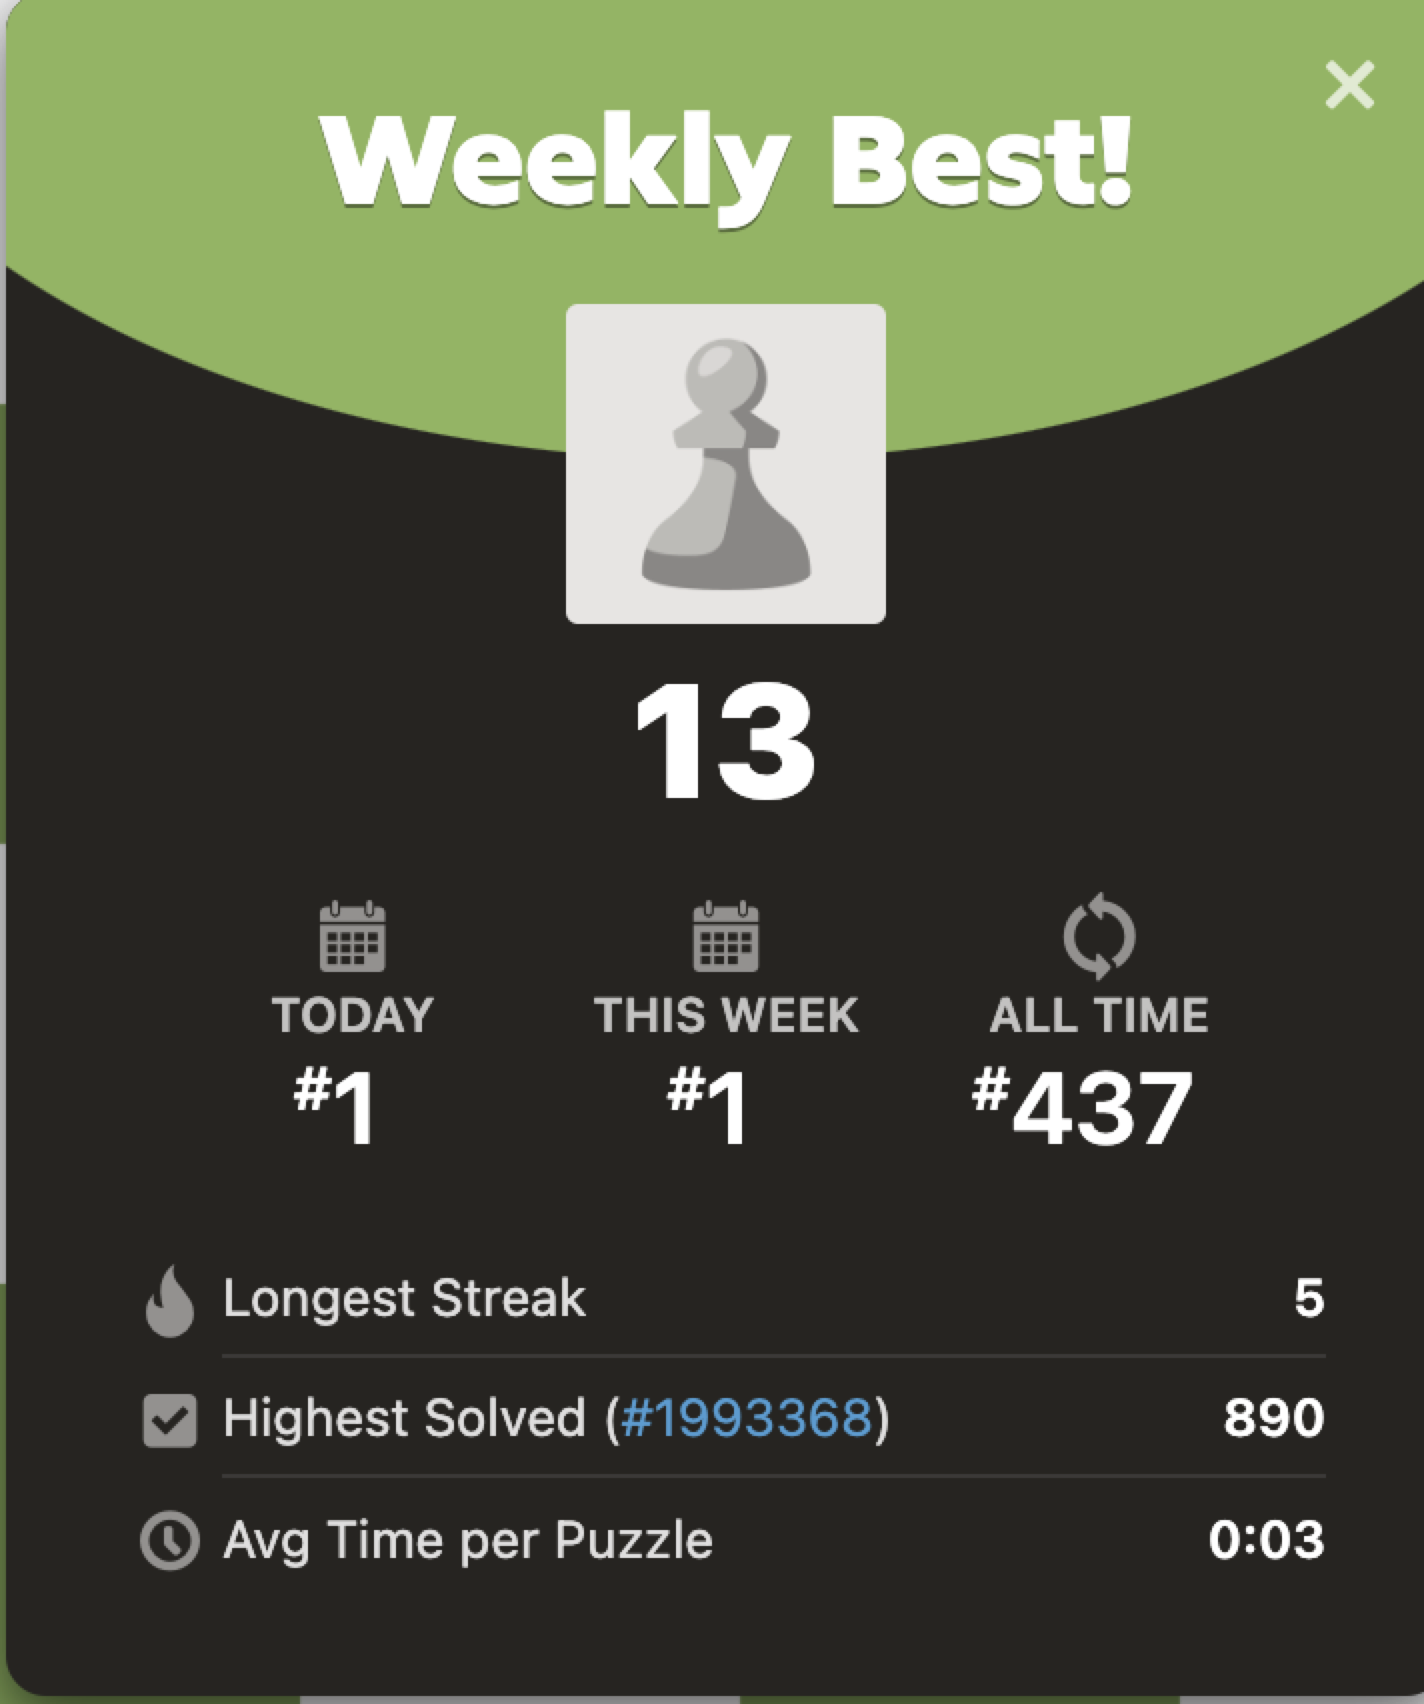 Weekly Best!
13
TODAY THIS WEEK ALL TIME
#1 #1 #437
Longest Streak 5
Highest Solved (#1993368) 890
Avg Time per Puzzle 0:03